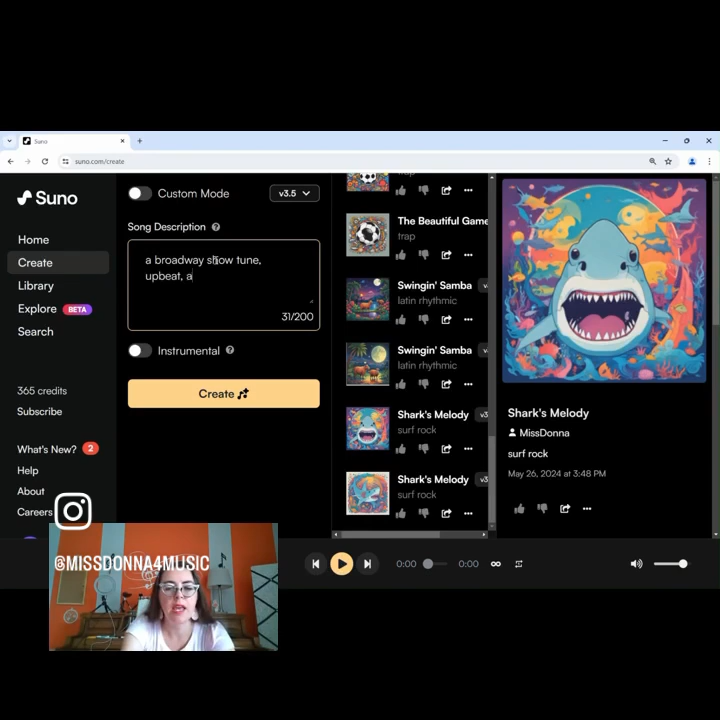 Suno
suno.com/create
Suno
Home
Create
Library
Explore BETA
Search
365 credits
Subscribe
What's New? 2
Help
About
Careers
Custom Mode
v3.5
Song Description
a broadway show tune,
upbeat, a
31/200
Instrumental
Create
trap
The Beautiful Game
trap
Swingin' Samba
latin rhythmic
Swingin' Samba
latin rhythmic
Shark's Melody v3
surf rock
Shark's Melody v3
surf rock
Shark's Melody
MissDonna
surf rock
May 26, 2024 at 3:48 PM
0:00
0:00
@MISSDONNA4MUSIC